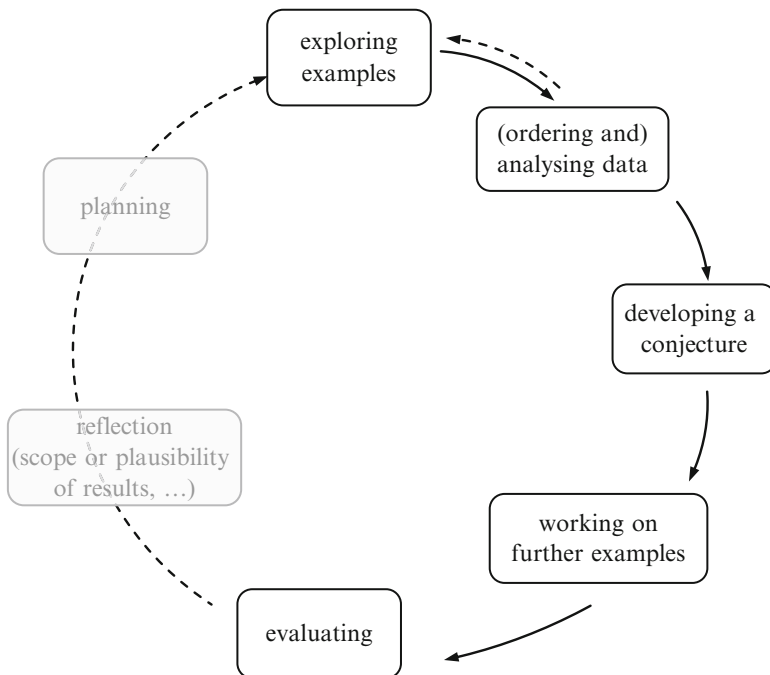 exploring
examples
(ordering and)
analysing data
developing a
conjecture
working on
further examples
evaluating
reflection
(scope or plausibility
of results, ...)
planning